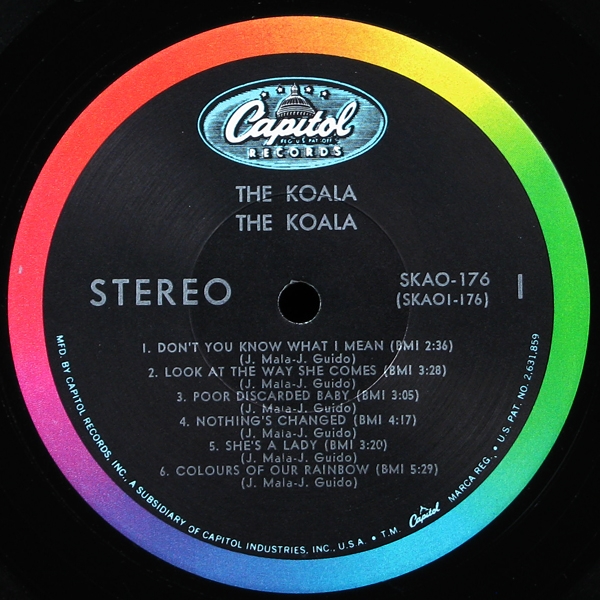 Capitol
REG. U.S. PAT. OFF.
RECORDS
THE KOALA
THE KOALA
STEREO
SKAO-176
(SKAO1-176)
1
1. DON'T YOU KNOW WHAT I MEAN (BMI 2:36)
(J. Mala-J. Guido)
2. LOOK AT THE WAY SHE COMES (BMI 3:28)
(J. Mala-J. Guido)
3. POOR DISCARDED BABY (BMI 3:05)
(J. Mala-J. Guido)
4. NOTHING'S CHANGED (BMI 4:17)
(J. Mala-J. Guido)
5. SHE'S A LADY (BMI 3:20)
(J. Mala-J. Guido)
6. COLOURS OF OUR RAINBOW (BMI 5:29)
(J. Mala-J. Guido)
MFD. BY CAPITOL RECORDS, INC., A SUBSIDIARY OF CAPITOL INDUSTRIES, INC., U.S.A. • T.M. Capitol MARCA REG. • U.S. PAT. NO. 2,631,859